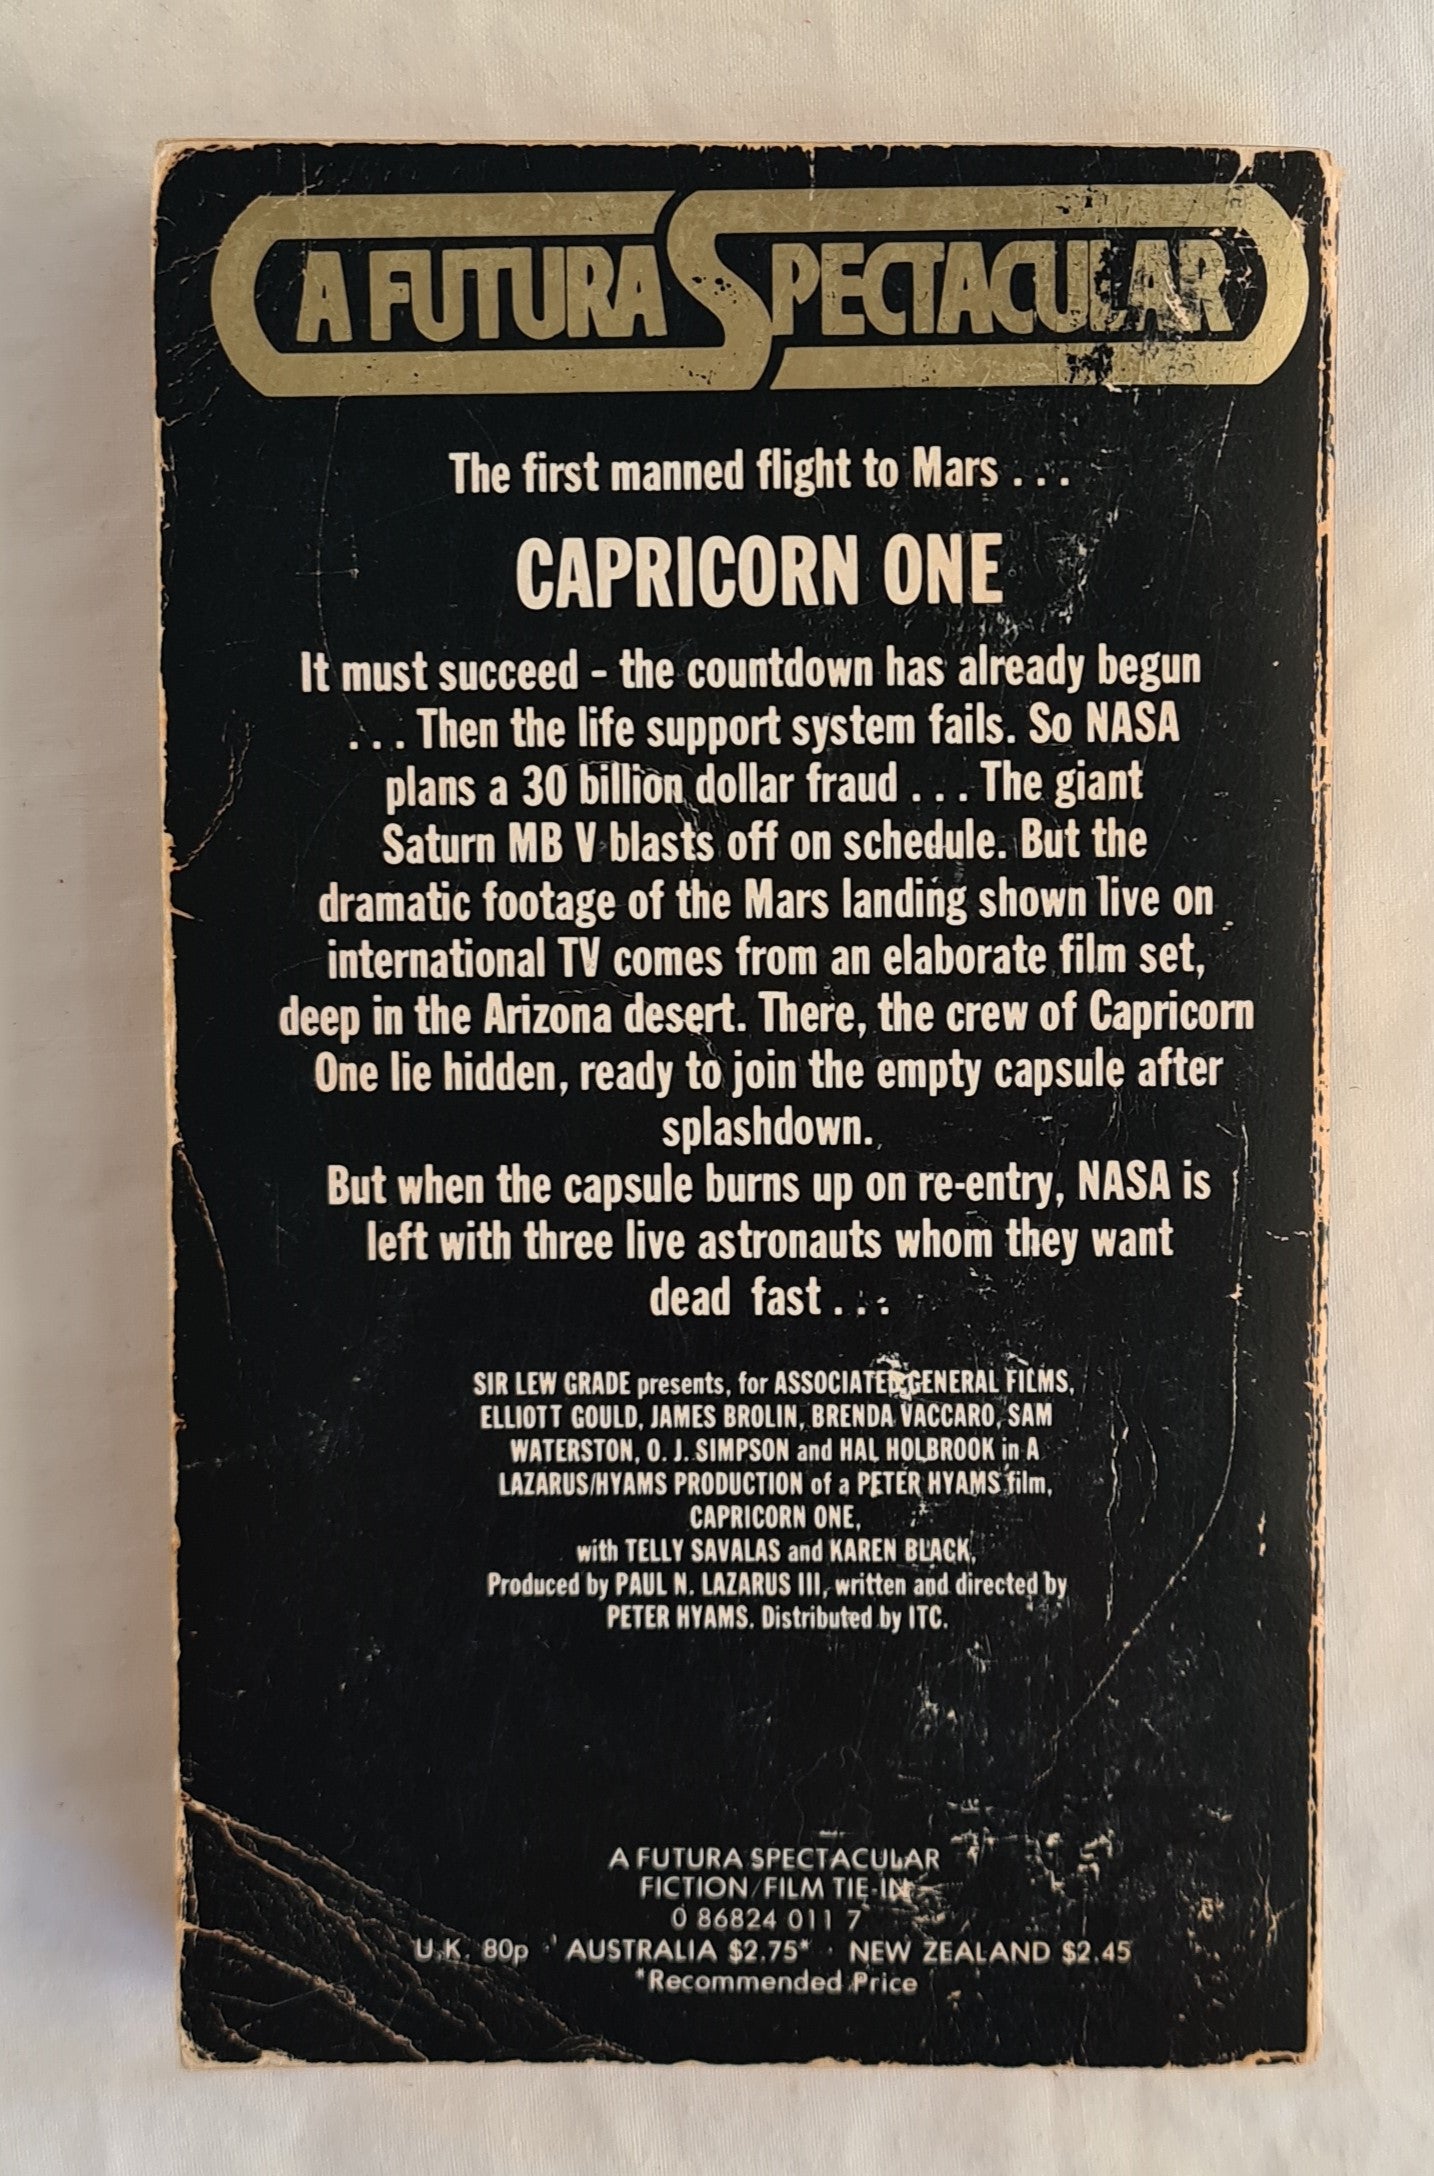 A FUTURA SPECTACULAR
The first manned flight to Mars . . .
CAPRICORN ONE
It must succeed - the countdown has already begun
. . . Then the life support system fails. So NASA
plans a 30 billion dollar fraud . . . The giant
Saturn MB V blasts off on schedule. But the
dramatic footage of the Mars landing shown live on
international TV comes from an elaborate film set,
deep in the Arizona desert. There, the crew of Capricorn
One lie hidden, ready to join the empty capsule after
splashdown.
But when the capsule burns up on re-entry, NASA is
left with three live astronauts whom they want
dead fast . . .
SIR LEW GRADE presents, for ASSOCIATED GENERAL FILMS,
ELLIOTT GOULD, JAMES BROLIN, BRENDA VACCARO, SAM
WATERSTON, O. J. SIMPSON and HAL HOLBROOK in A
LAZARUS/HYAMS PRODUCTION of a PETER HYAMS film,
CAPRICORN ONE,
with TELLY SAVALAS and KAREN BLACK,
Produced by PAUL N. LAZARUS III, written and directed by
PETER HYAMS. Distributed by ITC.
A FUTURA SPECTACULAR
FICTION/FILM TIE-IN
0 86824 011 7
U.K. 80p · AUSTRALIA $2.75* · NEW ZEALAND $2.45
*Recommended Price